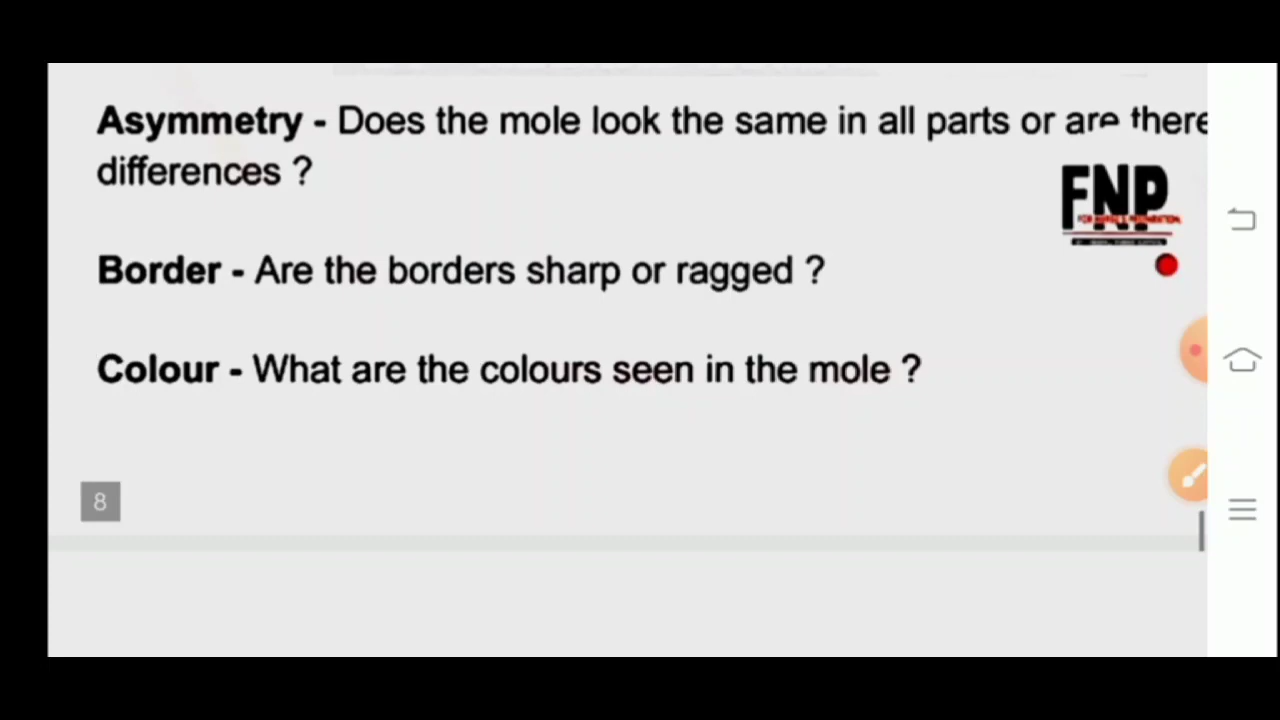 Asymmetry - Does the mole look the same in all parts or are there
differences ?
FNP
Border - Are the borders sharp or ragged ?
Colour - What are the colours seen in the mole ?
8